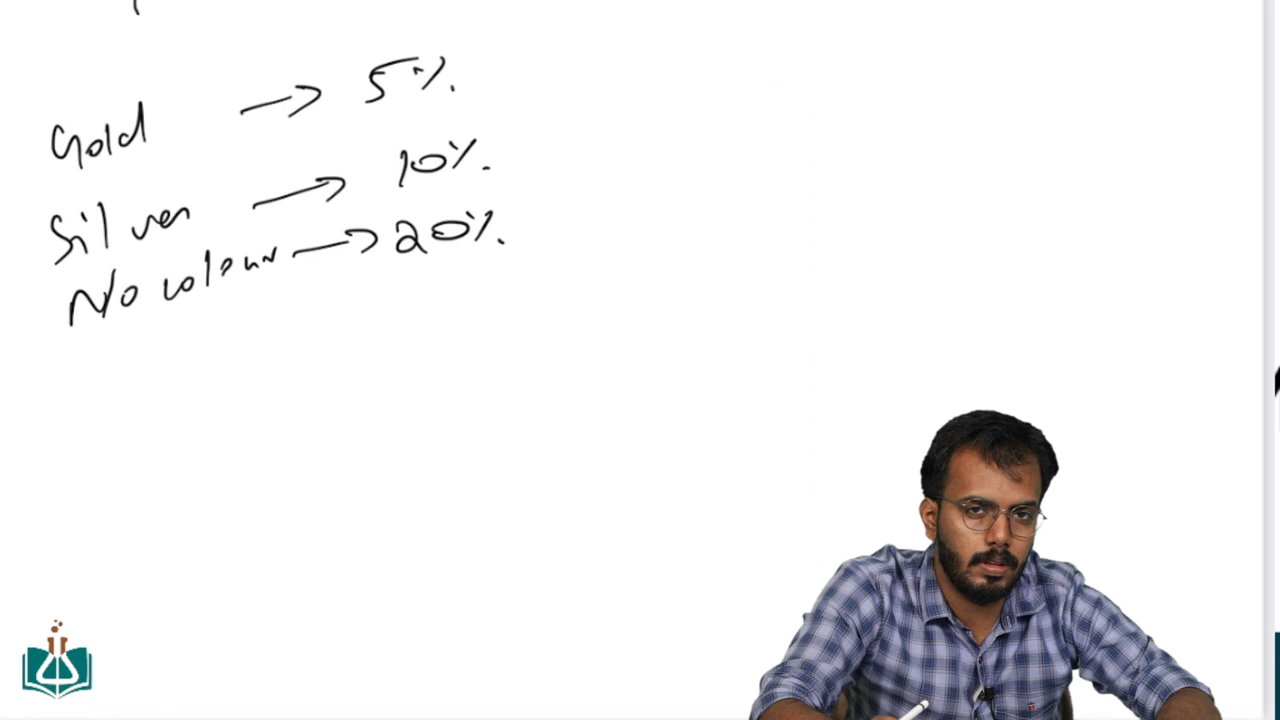 Gold → 5%.
Silver → 10%.
No colour → 20%.